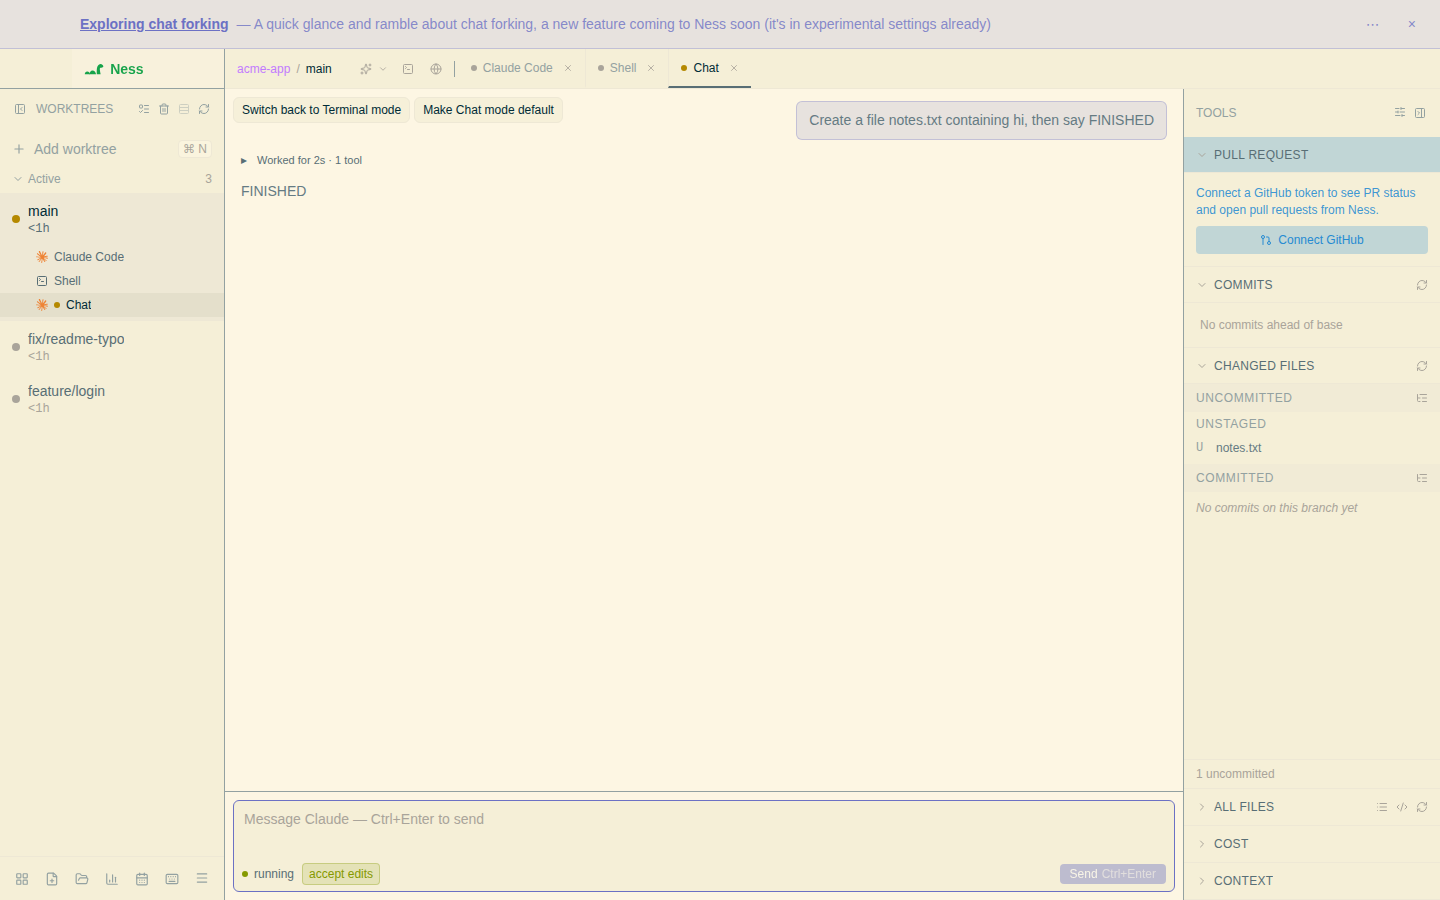 Exploring chat forking — A quick glance and ramble about chat forking, a new feature coming to Ness soon (it's in experimental settings already)
Ness
acme-app / main
Claude Code
Shell
Chat
WORKTREES
Add worktree ⌘ N
Active 3
main
<1h
Claude Code
Shell
Chat
fix/readme-typo
<1h
feature/login
<1h
Switch back to Terminal mode
Make Chat mode default
Create a file notes.txt containing hi, then say FINISHED
Worked for 2s · 1 tool
FINISHED
Message Claude — Ctrl+Enter to send
running
accept edits
Send Ctrl+Enter
TOOLS
PULL REQUEST
Connect a GitHub token to see PR status
and open pull requests from Ness.
Connect GitHub
COMMITS
No commits ahead of base
CHANGED FILES
UNCOMMITTED
UNSTAGED
U notes.txt
COMMITTED
No commits on this branch yet
1 uncommitted
ALL FILES
COST
CONTEXT